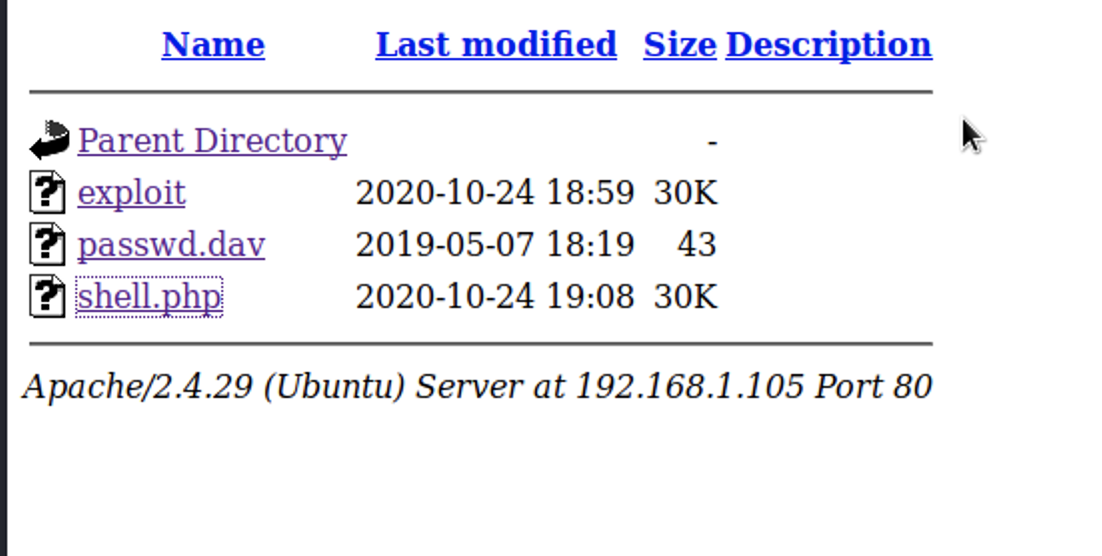 Name Last modified Size Description
Parent Directory -
exploit 2020-10-24 18:59 30K
passwd.dav 2019-05-07 18:19 43
shell.php 2020-10-24 19:08 30K
Apache/2.4.29 (Ubuntu) Server at 192.168.1.105 Port 80